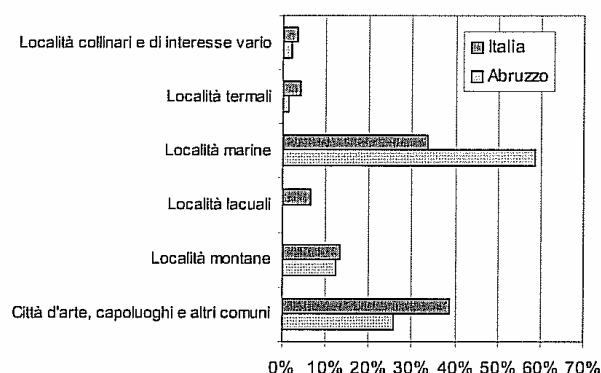 Località collinari e di interesse vario
Località termali
Località marine
Località lacuali
Località montane
Città d'arte, capoluoghi e altri comuni
Italia
Abruzzo
0% 10% 20% 30% 40% 50% 60% 70%